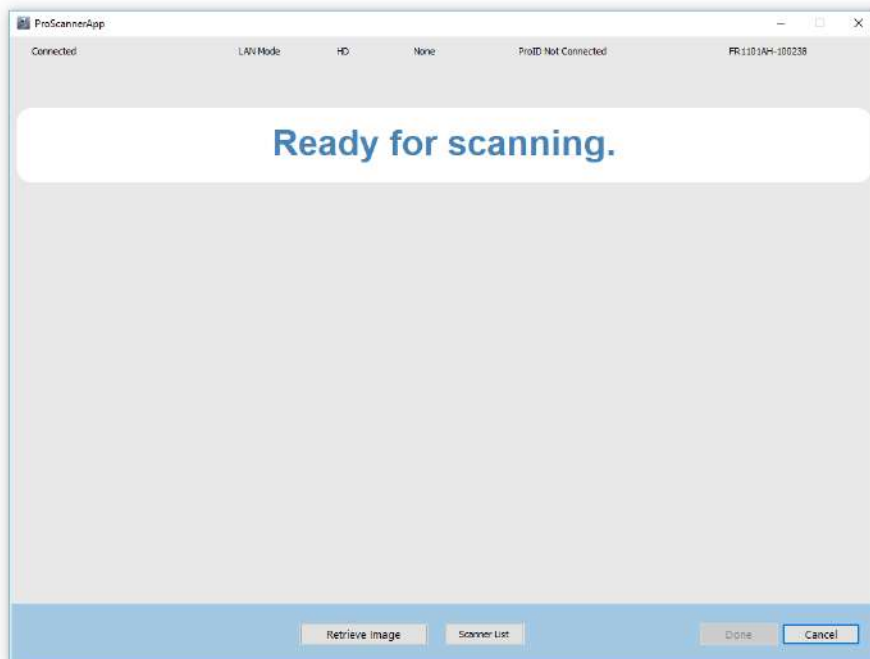 ProScannerApp
Connected LAN Mode HD None ProID Not Connected FR1101AH-100238
Ready for scanning.
Retrieve Image Scanner List Done Cancel